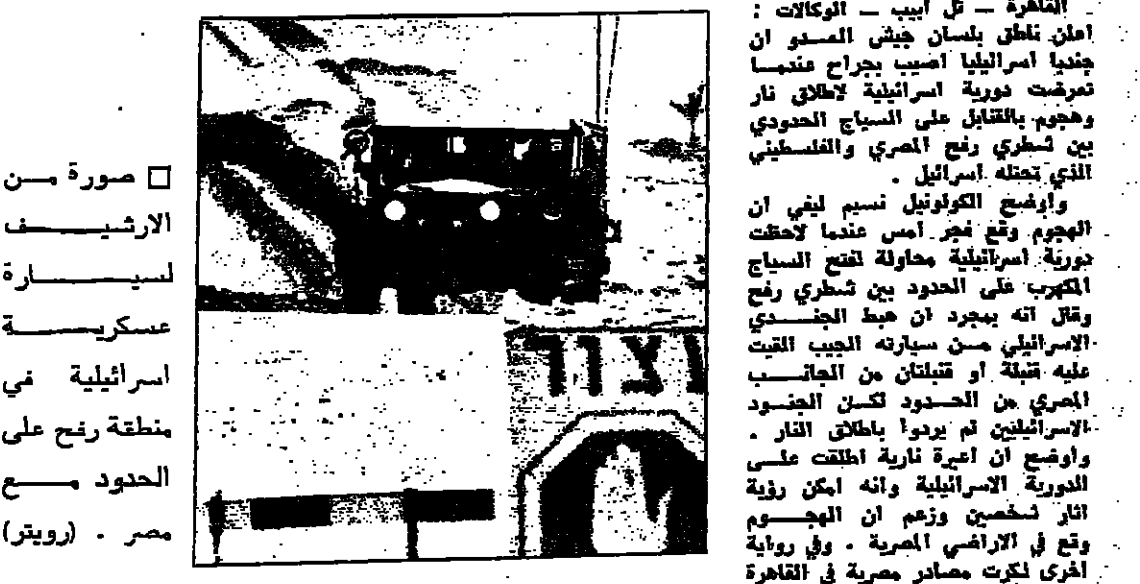 القاهرة — تل ابيب — الوكالات :
اعلن ناطق بلسان جيش العدو ان
جنديا اسرائيليا اصيب بجراح عندما
تعرضت دورية اسرائيلية لاطلاق نار
وهجوم بالقنابل على السياج الحدودي
بين شطري رفح المصري والفلسطيني
الذي تحتله اسرائيل .
واوضح الكولونيل نسيم ليفي ان
الهجوم وقع فجر امس عندما لاحظت
دورية اسرائيلية محاولة لفتح السياج
المكهرب على الحدود بين شطري رفح
وقال انه بمجرد ان هبط الجندي
الاسرائيلي من سيارته الجيب القيت
عليه قنبلة أو قنبلتان من الجانب
المصري من الحدود لكن الجنود
الاسرائيليين لم يردوا باطلاق النار .
واوضح ان اعيرة نارية اطلقت على
الدورية الاسرائيلية وانه امكن رؤية
اثار شخصين وزعم ان الهجوم
وقع في الاراضي المصرية . وفي رواية
اخرى ذكرت مصادر مصرية في القاهرة
□ صورة من
الارشيف
لسيارة
عسكرية
اسرائيلية في
منطقة رفح على
الحدود مع
مصر . (رويتر)